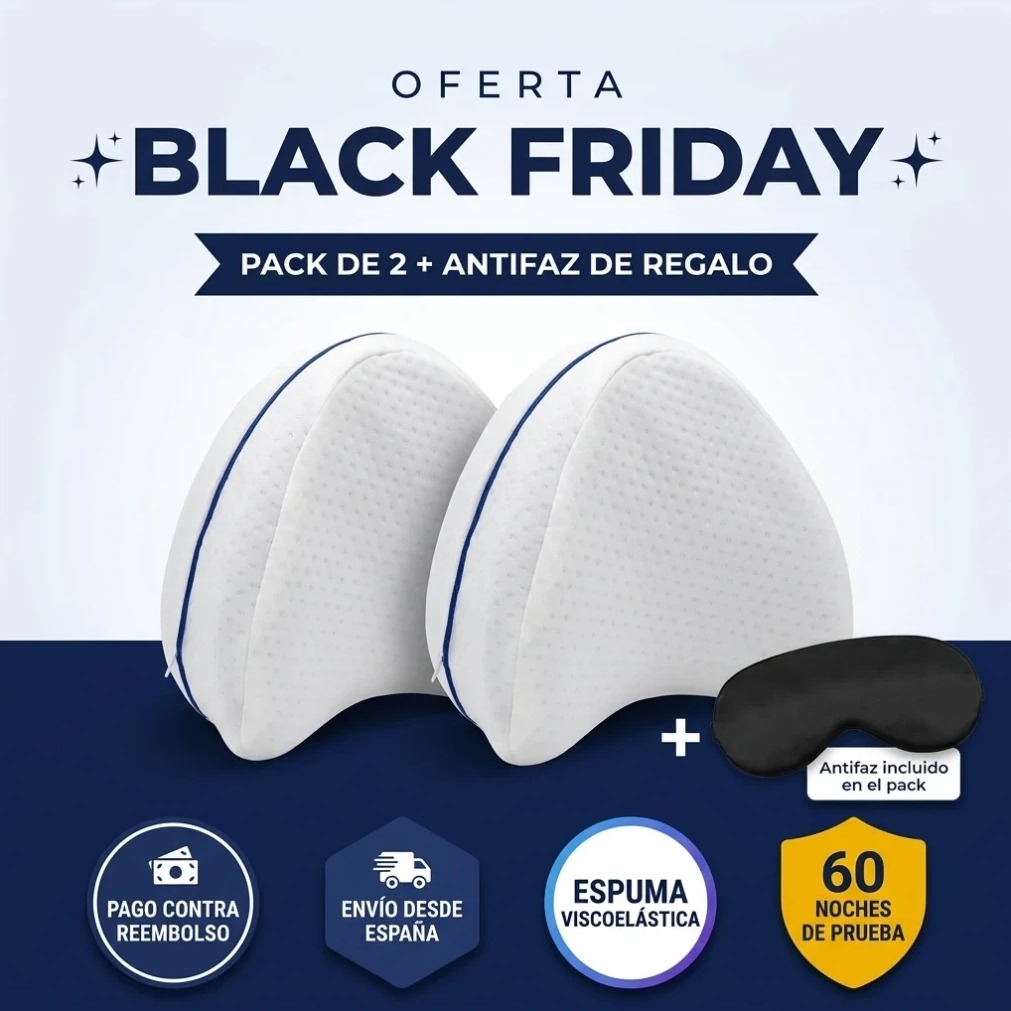 OFERTA
BLACK FRIDAY
PACK DE 2 + ANTIFAZ DE REGALO
+
Antifaz incluido
en el pack
PAGO CONTRA
REEMBOLSO
ENVÍO DESDE
ESPAÑA
ESPUMA
VISCOELÁSTICA
60
NOCHES
DE PRUEBA